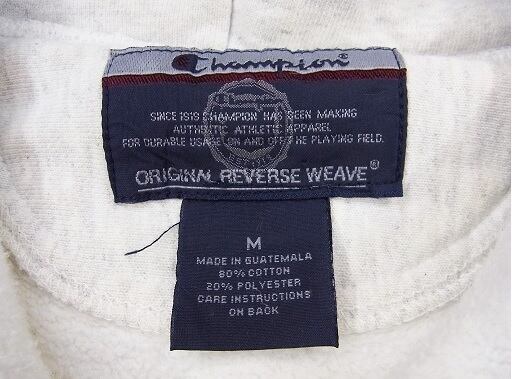 Champion
SINCE 1919 CHAMPION HAS BEEN MAKING
AUTHENTIC ATHLETIC APPAREL
FOR DURABLE USAGE ON AND OFF THE PLAYING FIELD.
ORIGINAL REVERSE WEAVE®
M
MADE IN GUATEMALA
80% COTTON
20% POLYESTER
CARE INSTRUCTIONS
ON BACK